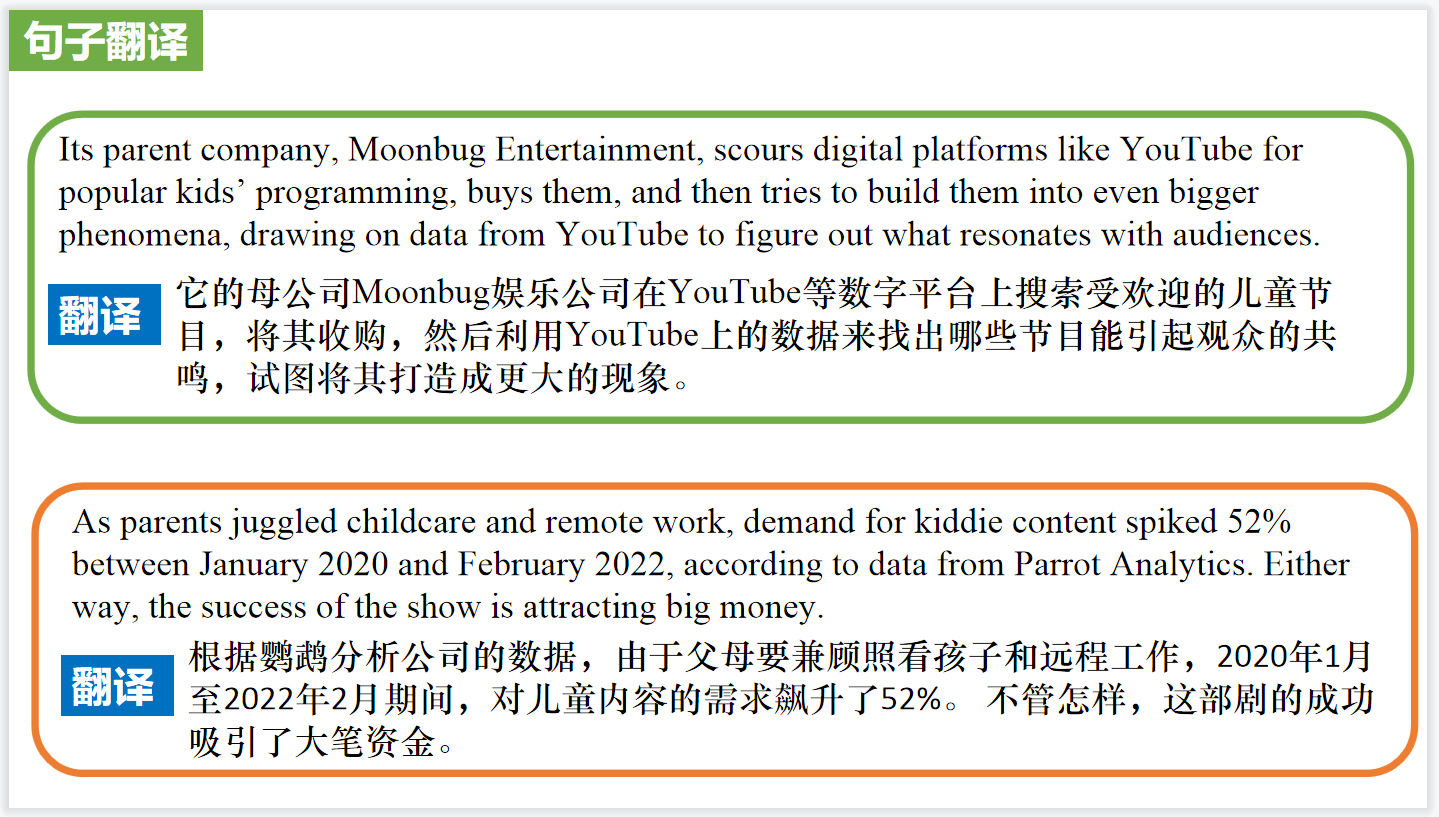 句子翻译
Its parent company, Moonbug Entertainment, scours digital platforms like YouTube for
popular kids’ programming, buys them, and then tries to build them into even bigger
phenomena, drawing on data from YouTube to figure out what resonates with audiences.
翻译
它的母公司Moonbug娱乐公司在YouTube等数字平台上搜索受欢迎的儿童节
目，将其收购，然后利用YouTube上的数据来找出哪些节目能引起观众的共
鸣，试图将其打造成更大的现象。
As parents juggled childcare and remote work, demand for kiddie content spiked 52%
between January 2020 and February 2022, according to data from Parrot Analytics. Either
way, the success of the show is attracting big money.
翻译
根据鹦鹉分析公司的数据，由于父母要兼顾照看孩子和远程工作，2020年1月
至2022年2月期间，对儿童内容的需求飙升了52%。 不管怎样，这部剧的成功
吸引了大笔资金。